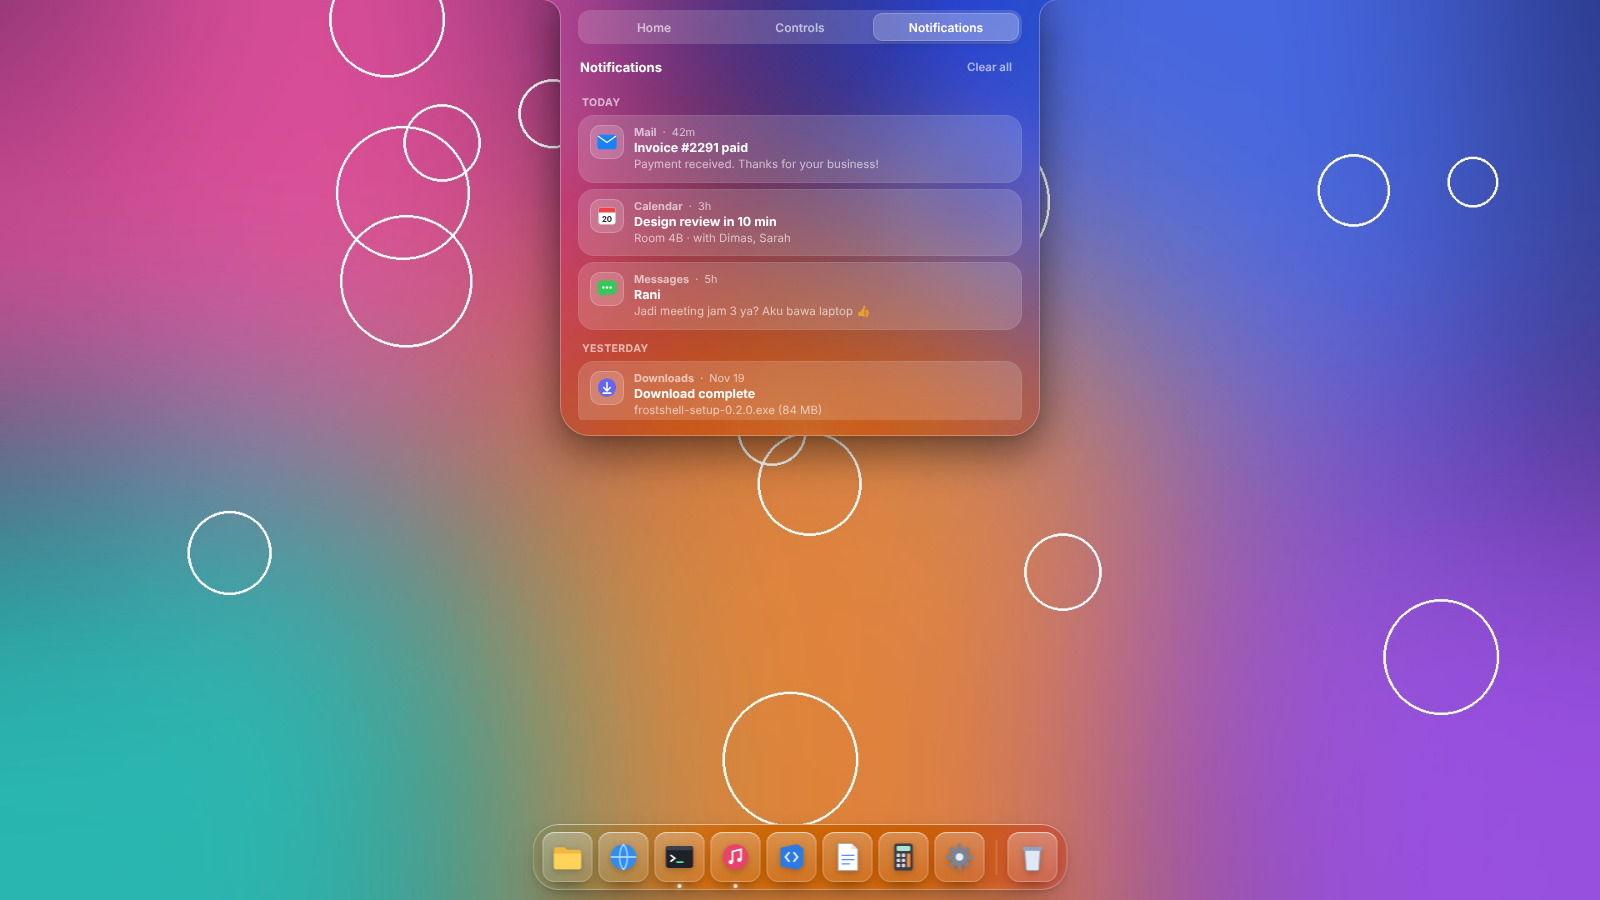 Home Controls Notifications
Notifications Clear all
TODAY
Mail · 42m
Invoice #2291 paid
Payment received. Thanks for your business!
20
Calendar · 3h
Design review in 10 min
Room 4B · with Dimas, Sarah
Messages · 5h
Rani
Jadi meeting jam 3 ya? Aku bawa laptop 👍
YESTERDAY
Downloads · Nov 19
Download complete
frostshell-setup-0.2.0.exe (84 MB)